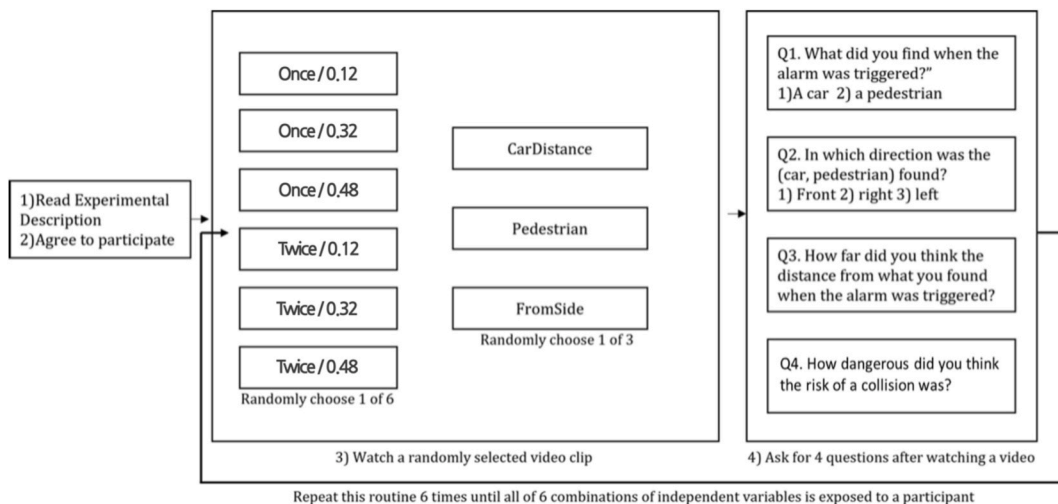 1)Read Experimental
Description
2)Agree to participate
Once/0.12
Once/0.32
Once/0.48
Twice/0.12
Twice/0.32
Twice/0.48
Randomly choose 1 of 6
CarDistance
Pedestrian
FromSide
Randomly choose 1 of 3
3) Watch a randomly selected video clip
Q1. What did you find when the
alarm was triggered?"
1)A car 2) a pedestrian
Q2. In which direction was the
(car, pedestrian) found?
1) Front 2) right 3) left
Q3. How far did you think the
distance from what you found
when the alarm was triggered?
Q4. How dangerous did you think
the risk of a collision was?
4) Ask for 4 questions after watching a video
Repeat this routine 6 times until all of 6 combinations of independent variables is exposed to a participant